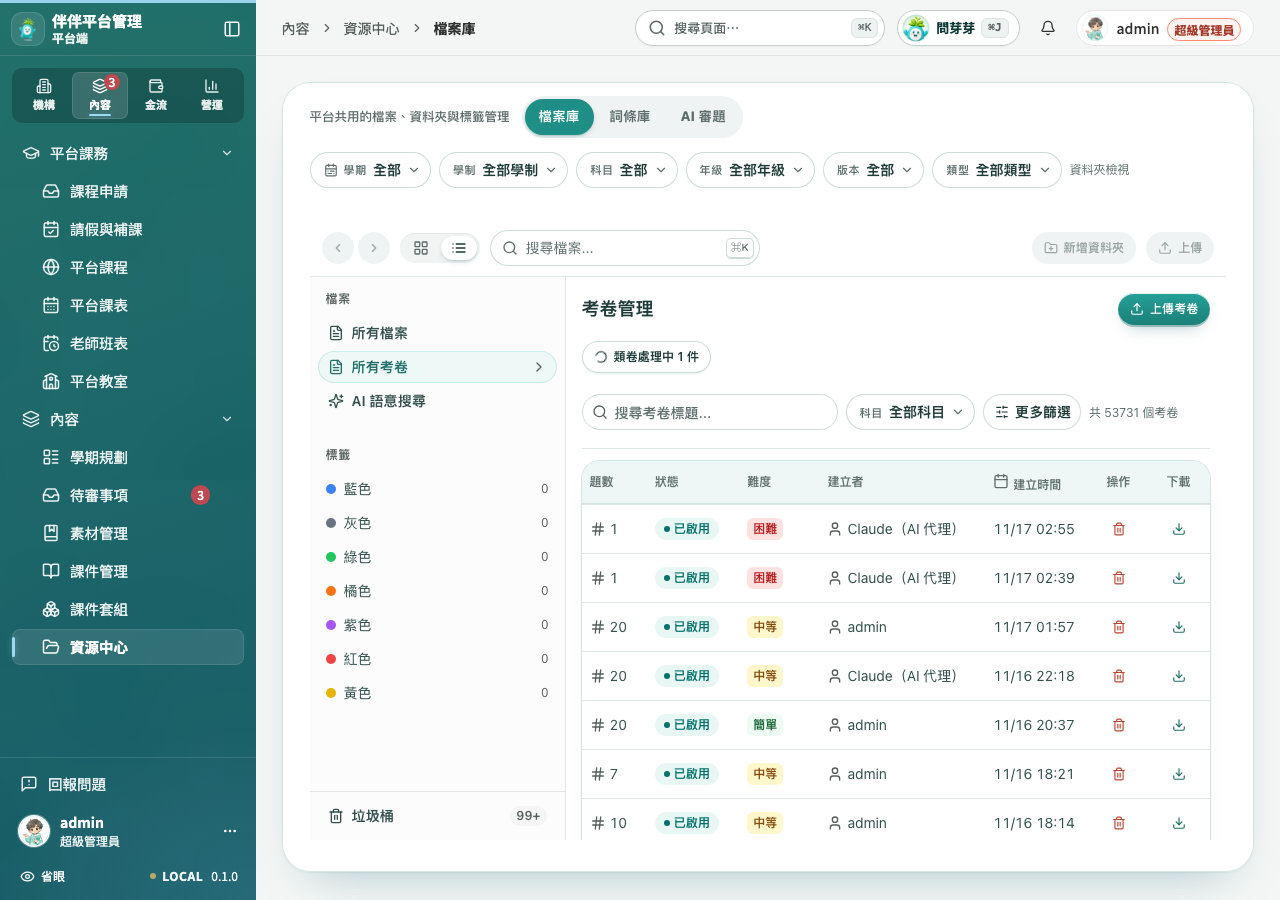 伴伴平台管理
平台端
機構
內容
3
金流
營運
平台課務
課程申請
請假與補課
平台課程
平台課表
老師班表
平台教室
內容
學期規劃
待審事項
3
素材管理
課件管理
課件套組
資源中心
回報問題
admin
超級管理員
省眼
LOCAL 0.1.0
內容 > 資源中心 > 檔案庫
搜尋頁面… ⌘K
問芽芽 ⌘J
admin 超級管理員
平台共用的檔案、資料夾與標籤管理
檔案庫
詞條庫
AI 審題
學期 全部
學制 全部學制
科目 全部
年級 全部年級
版本 全部
類型 全部類型
資料夾檢視
搜尋檔案... ⌘K
新增資料夾
上傳
檔案
所有檔案
所有考卷
AI 語意搜尋
標籤
藍色 0
灰色 0
綠色 0
橘色 0
紫色 0
紅色 0
黃色 0
垃圾桶 99+
考卷管理
上傳考卷
類卷處理中 1 件
搜尋考卷標題...
科目 全部科目
更多篩選
共 53731 個考卷
題數 狀態 難度 建立者 建立時間 操作 下載
# 1 已啟用 困難 Claude（AI 代理） 11/17 02:55
# 1 已啟用 困難 Claude（AI 代理） 11/17 02:39
# 20 已啟用 中等 admin 11/17 01:57
# 20 已啟用 中等 Claude（AI 代理） 11/16 22:18
# 20 已啟用 簡單 admin 11/16 20:37
# 7 已啟用 中等 admin 11/16 18:21
# 10 已啟用 中等 admin 11/16 18:14